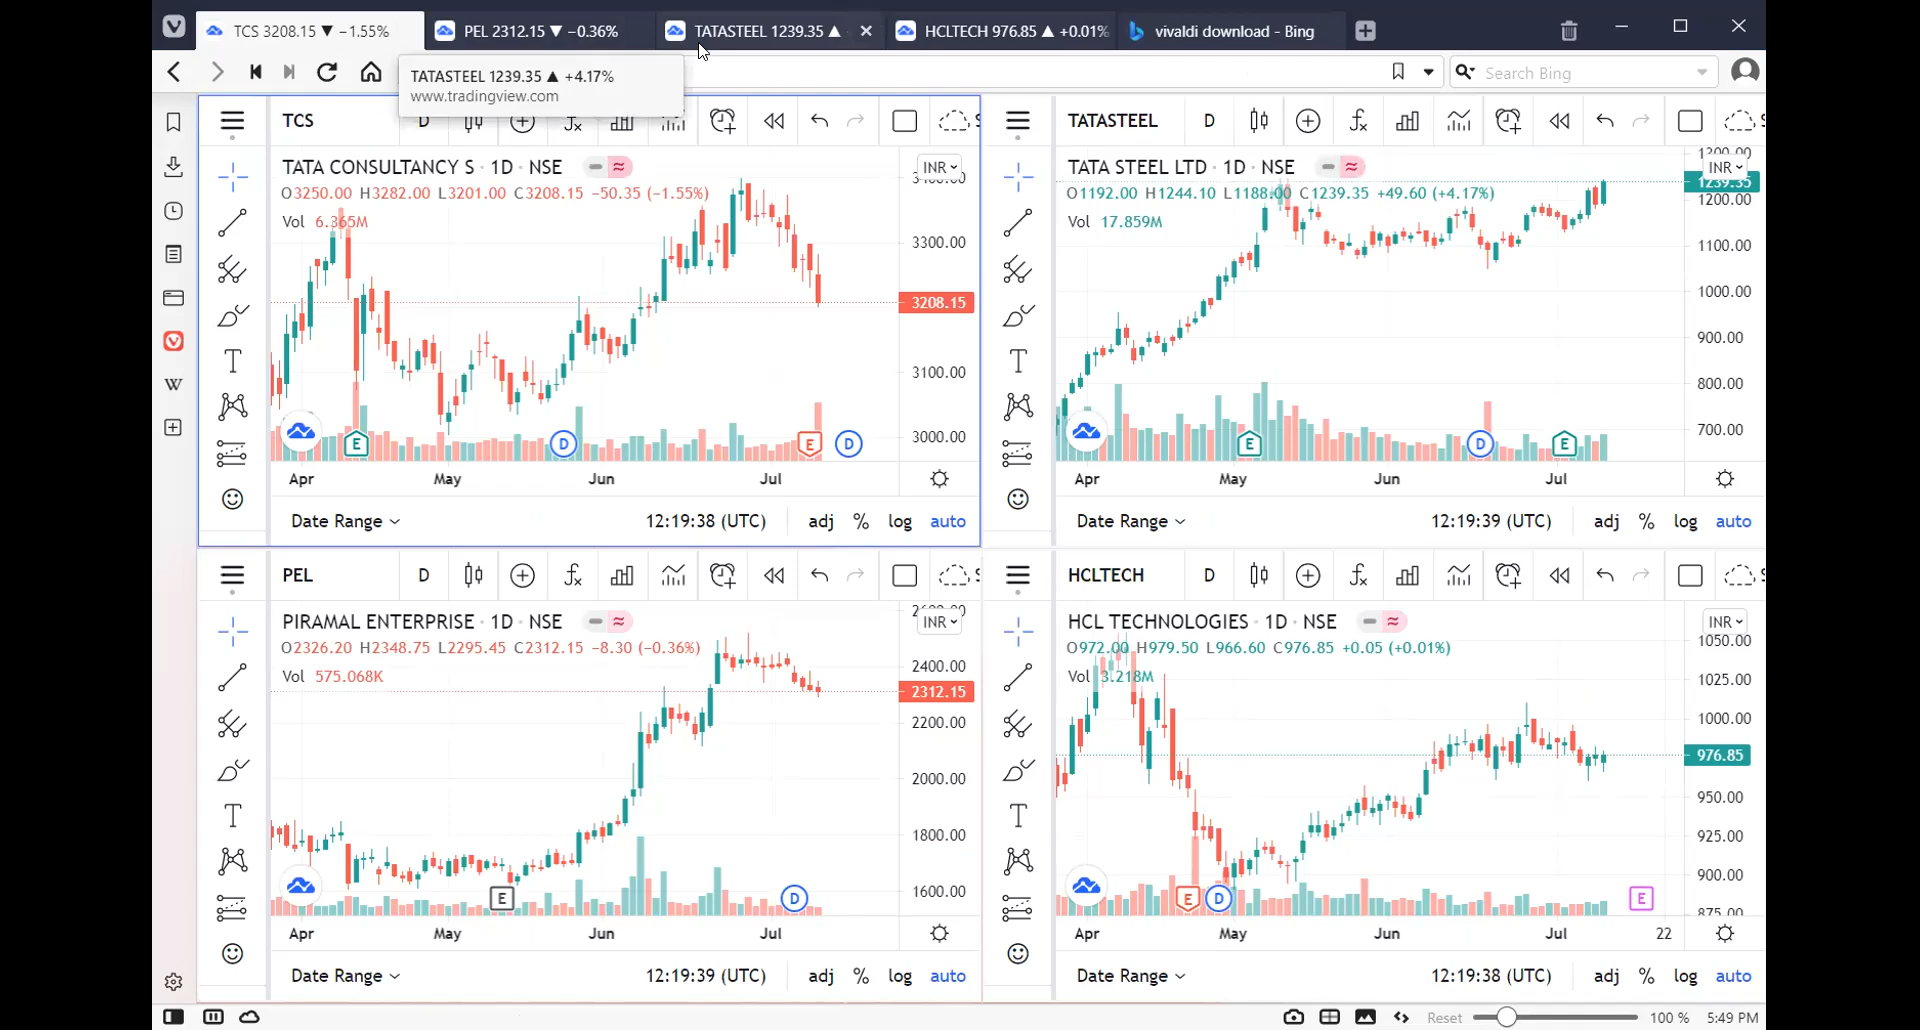 TCS 3208.15 ▼ −1.55%
PEL 2312.15 ▼ −0.36%
TATASTEEL 1239.35 ▲
HCLTECH 976.85 ▲ +0.01%
vivaldi download - Bing
TATASTEEL 1239.35 ▲ +4.17%
www.tradingview.com
Search Bing
TCS
D
TATA CONSULTANCY S · 1D · NSE
INR
O3250.00 H3282.00 L3201.00 C3208.15 −50.35 (−1.55%)
Vol 6.365M
3300.00
3208.15
3100.00
3000.00
E D E D
Apr May Jun Jul
Date Range
12:19:38 (UTC)
adj % log auto
TATASTEEL
D
TATA STEEL LTD · 1D · NSE
1300.00
INR
1239.35
O1192.00 H1244.10 L1188.00 C1239.35 +49.60 (+4.17%)
Vol 17.859M
1200.00
1100.00
1000.00
900.00
800.00
700.00
E D E
Apr May Jun Jul
Date Range
12:19:39 (UTC)
adj % log auto
PEL
D
PIRAMAL ENTERPRISE · 1D · NSE
INR
O2326.20 H2348.75 L2295.45 C2312.15 −8.30 (−0.36%)
Vol 575.068K
2400.00
2312.15
2200.00
2000.00
1800.00
1600.00
E D
Apr May Jun Jul
Date Range
12:19:39 (UTC)
adj % log auto
HCLTECH
D
HCL TECHNOLOGIES · 1D · NSE
INR
O972.00 H979.50 L966.60 C976.85 +0.05 (+0.01%)
Vol 3.218M
1050.00
1025.00
1000.00
976.85
950.00
925.00
900.00
875.00
E D E
Apr May Jun Jul 22
Date Range
12:19:38 (UTC)
adj % log auto
Reset
100 %
5:49 PM